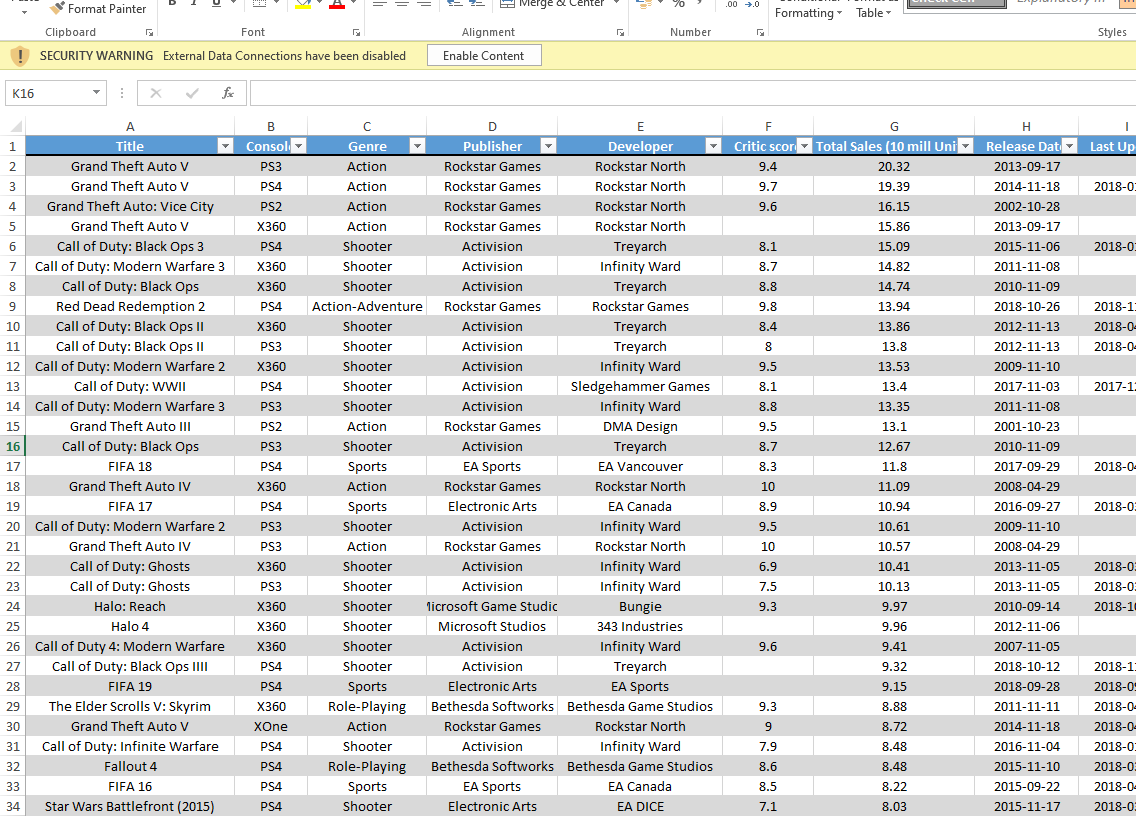 Format Painter B I U Merge & Center % .00 →.0 Formatting Table
Clipboard Font Alignment Number Styles
SECURITY WARNING External Data Connections have been disabled Enable Content
K16 fx
A B C D E F G H I
1 Title Consol Genre Publisher Developer Critic scor Total Sales (10 mill Uni Release Dat Last Up
2 Grand Theft Auto V PS3 Action Rockstar Games Rockstar North 9.4 20.32 2013-09-17
3 Grand Theft Auto V PS4 Action Rockstar Games Rockstar North 9.7 19.39 2014-11-18 2018-01
4 Grand Theft Auto: Vice City PS2 Action Rockstar Games Rockstar North 9.6 16.15 2002-10-28
5 Grand Theft Auto V X360 Action Rockstar Games Rockstar North 15.86 2013-09-17
6 Call of Duty: Black Ops 3 PS4 Shooter Activision Treyarch 8.1 15.09 2015-11-06 2018-01
7 Call of Duty: Modern Warfare 3 X360 Shooter Activision Infinity Ward 8.7 14.82 2011-11-08
8 Call of Duty: Black Ops X360 Shooter Activision Treyarch 8.8 14.74 2010-11-09
9 Red Dead Redemption 2 PS4 Action-Adventure Rockstar Games Rockstar Games 9.8 13.94 2018-10-26 2018-11
10 Call of Duty: Black Ops II X360 Shooter Activision Treyarch 8.4 13.86 2012-11-13 2018-04
11 Call of Duty: Black Ops II PS3 Shooter Activision Treyarch 8 13.8 2012-11-13 2018-04
12 Call of Duty: Modern Warfare 2 X360 Shooter Activision Infinity Ward 9.5 13.53 2009-11-10
13 Call of Duty: WWII PS4 Shooter Activision Sledgehammer Games 8.1 13.4 2017-11-03 2017-12
14 Call of Duty: Modern Warfare 3 PS3 Shooter Activision Infinity Ward 8.8 13.35 2011-11-08
15 Grand Theft Auto III PS2 Action Rockstar Games DMA Design 9.5 13.1 2001-10-23
16 Call of Duty: Black Ops PS3 Shooter Activision Treyarch 8.7 12.67 2010-11-09
17 FIFA 18 PS4 Sports EA Sports EA Vancouver 8.3 11.8 2017-09-29 2018-04
18 Grand Theft Auto IV X360 Action Rockstar Games Rockstar North 10 11.09 2008-04-29
19 FIFA 17 PS4 Sports Electronic Arts EA Canada 8.9 10.94 2016-09-27 2018-03
20 Call of Duty: Modern Warfare 2 PS3 Shooter Activision Infinity Ward 9.5 10.61 2009-11-10
21 Grand Theft Auto IV PS3 Action Rockstar Games Rockstar North 10 10.57 2008-04-29
22 Call of Duty: Ghosts X360 Shooter Activision Infinity Ward 6.9 10.41 2013-11-05 2018-03
23 Call of Duty: Ghosts PS3 Shooter Activision Infinity Ward 7.5 10.13 2013-11-05 2018-03
24 Halo: Reach X360 Shooter Microsoft Game Studio Bungie 9.3 9.97 2010-09-14 2018-10
25 Halo 4 X360 Shooter Microsoft Studios 343 Industries 9.96 2012-11-06
26 Call of Duty 4: Modern Warfare X360 Shooter Activision Infinity Ward 9.6 9.41 2007-11-05
27 Call of Duty: Black Ops IIII PS4 Shooter Activision Treyarch 9.32 2018-10-12 2018-11
28 FIFA 19 PS4 Sports Electronic Arts EA Sports 9.15 2018-09-28 2018-09
29 The Elder Scrolls V: Skyrim X360 Role-Playing Bethesda Softworks Bethesda Game Studios 9.3 8.88 2011-11-11 2018-04
30 Grand Theft Auto V XOne Action Rockstar Games Rockstar North 9 8.72 2014-11-18 2018-04
31 Call of Duty: Infinite Warfare PS4 Shooter Activision Infinity Ward 7.9 8.48 2016-11-04 2018-01
32 Fallout 4 PS4 Role-Playing Bethesda Softworks Bethesda Game Studios 8.6 8.48 2015-11-10 2018-04
33 FIFA 16 PS4 Sports EA Sports EA Canada 8.5 8.22 2015-09-22 2018-04
34 Star Wars Battlefront (2015) PS4 Shooter Electronic Arts EA DICE 7.1 8.03 2015-11-17 2018-03